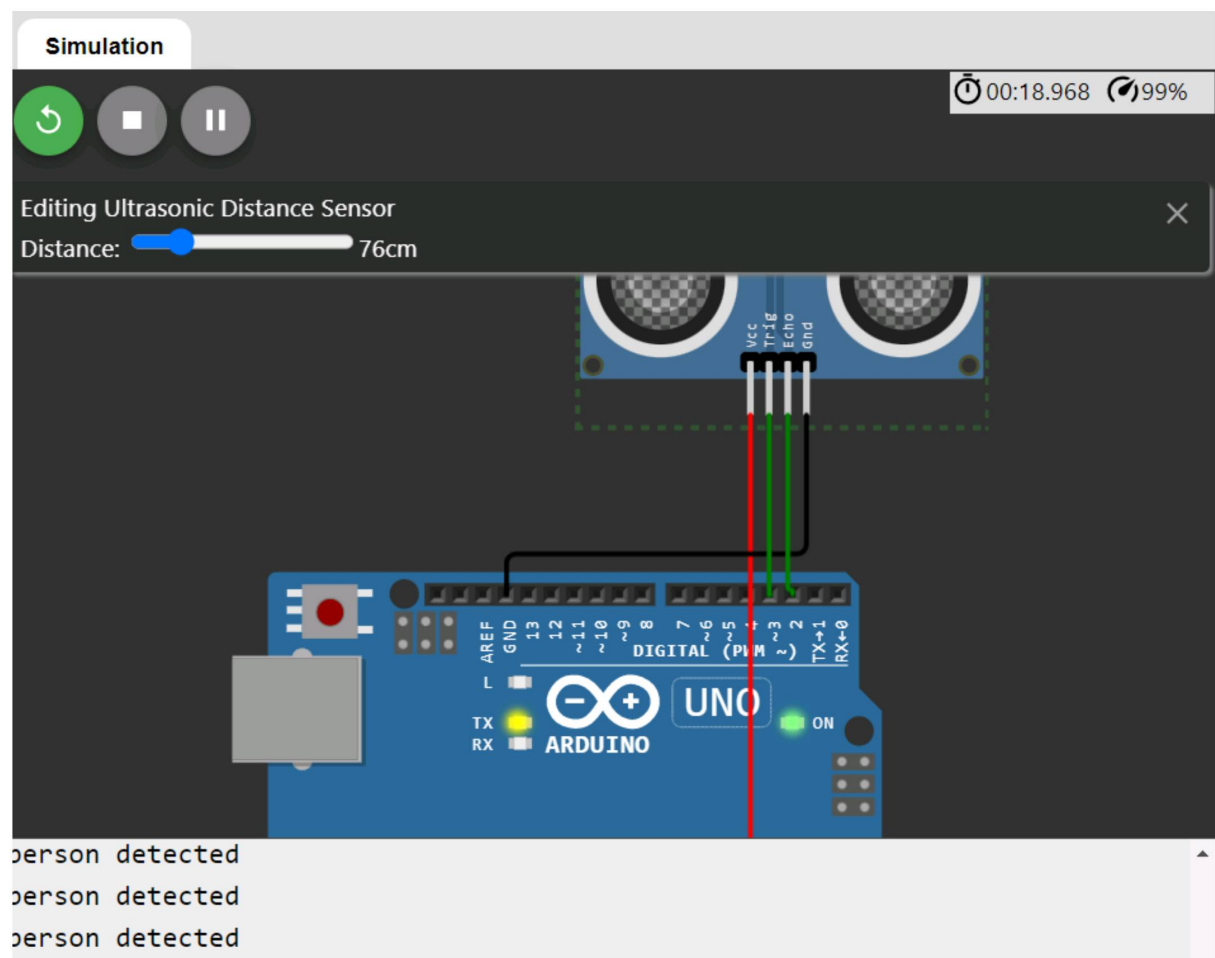 Simulation
00:18.968 99%
Editing Ultrasonic Distance Sensor
Distance: 76cm
Vcc
Trig
Echo
Gnd
AREF
GND
13
12
~11
~10
~9
8
7
~6
~5
4
~3
2
TX→1
RX←0
DIGITAL (PWM ~)
L
TX
RX
ARDUINO
UNO
ON
person detected
person detected
person detected